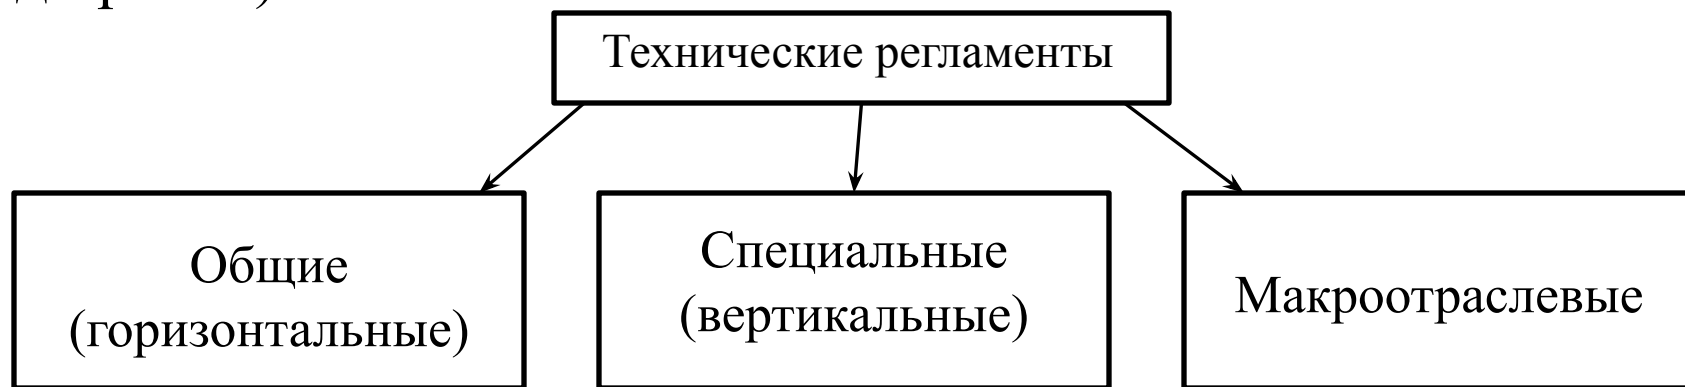 Технические регламенты
Общие
(горизонтальные)
Специальные
(вертикальные)
Макроотраслевые